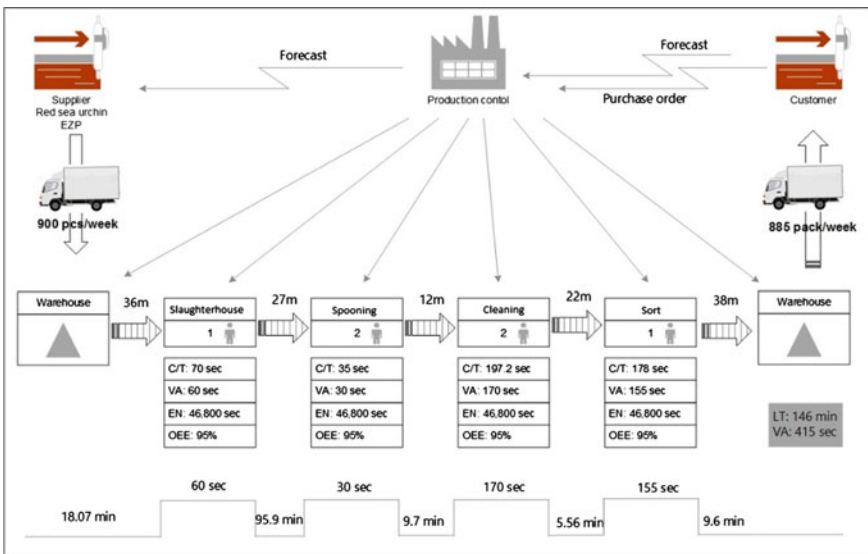 Forecast
Forecast
Supplier
Red sea urchin
EZP
Production contol
Purchase order
Customer
900 pcs/week
885 pack/week
Warehouse
36m
Slaughterhouse
1
27m
Spooning
2
12m
Cleaning
2
22m
Sort
1
38m
Warehouse
C/T: 70 sec
VA: 60 sec
EN: 46,800 sec
OEE: 95%
C/T: 35 sec
VA: 30 sec
EN: 46,800 sec
OEE: 95%
C/T: 197.2 sec
VA: 170 sec
EN: 46,800 sec
OEE: 95%
C/T: 178 sec
VA: 155 sec
EN: 46,800 sec
OEE: 95%
LT: 146 min
VA: 415 sec
60 sec
30 sec
170 sec
155 sec
18.07 min
95.9 min
9.7 min
5.56 min
9.6 min